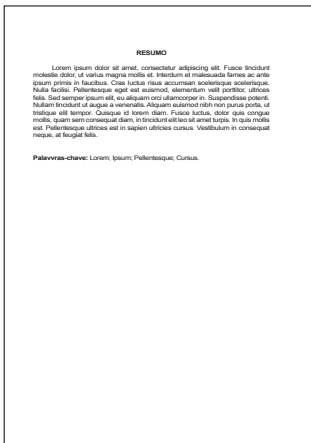 RESUMO
Lorem ipsum dolor sit amet, consectetur adipiscing elit. Fusce tincidunt
molestie dolor, ut varius magna mollis et. Interdum et malesuada fames ac ante
ipsum primis in faucibus. Cras luctus risus accumsan scelerisque scelerisque.
Nulla facilisi. Pellentesque eget est euismod, elementum velit porttitor, ultrices
felis. Sed semper ipsum elit, eu aliquam orci ullamcorper in. Suspendisse potenti.
Nullam tincidunt ut augue a venenatis. Aliquam euismod nibh non purus porta, ut
tristique elit tempor. Quisque id lorem diam. Fusce luctus, dolor quis congue
mollis, quam sem consequat diam, in tincidunt elit leo sit amet turpis. In quis mollis
est. Pellentesque ultrices est in sapien ultricies cursus. Vestibulum in consequat
neque, at feugiat felis.
Palavvras-chave: Lorem; Ipsum; Pellentesque; Cursus.